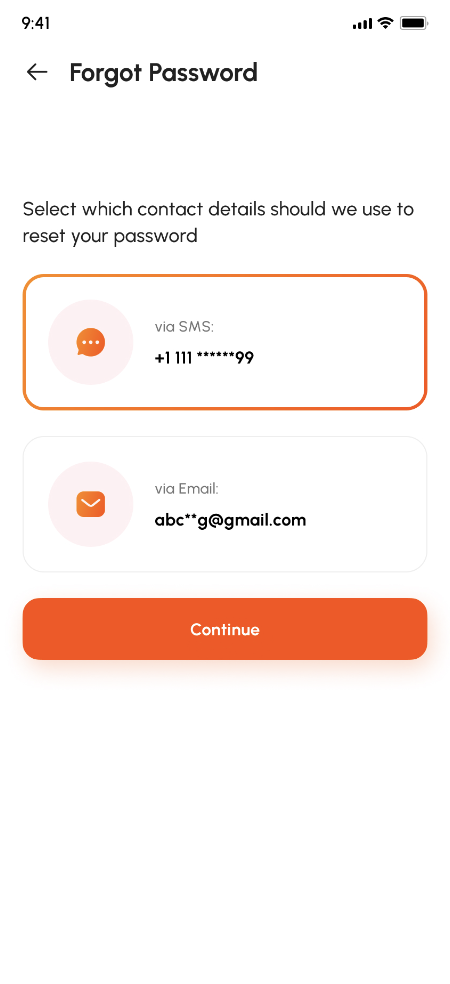 9:41
Forgot Password
Select which contact details should we use to
reset your password
via SMS:
+1 111 ******99
via Email:
abc**g@gmail.com
Continue